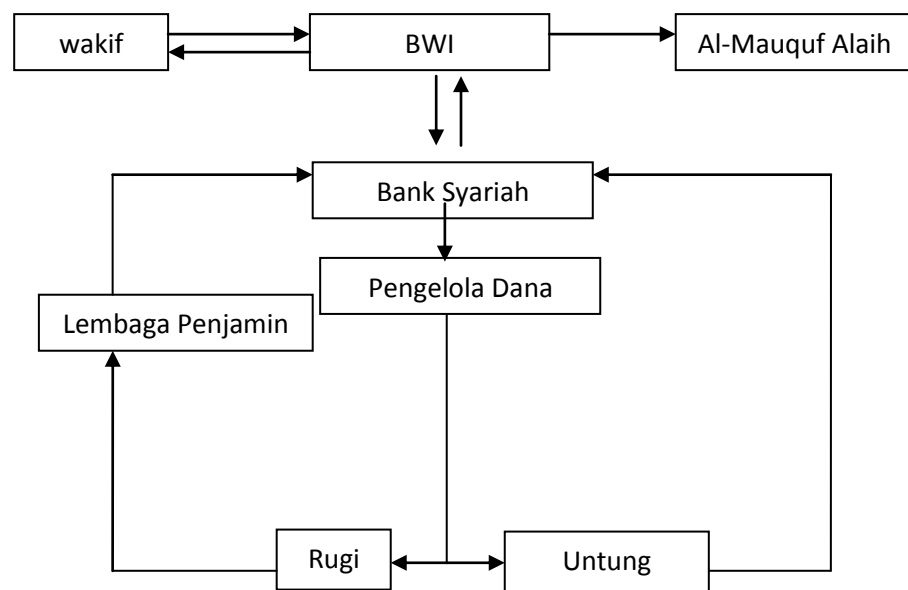 wakif
BWI
Al-Mauquf Alaih
Bank Syariah
Pengelola Dana
Lembaga Penjamin
Rugi
Untung